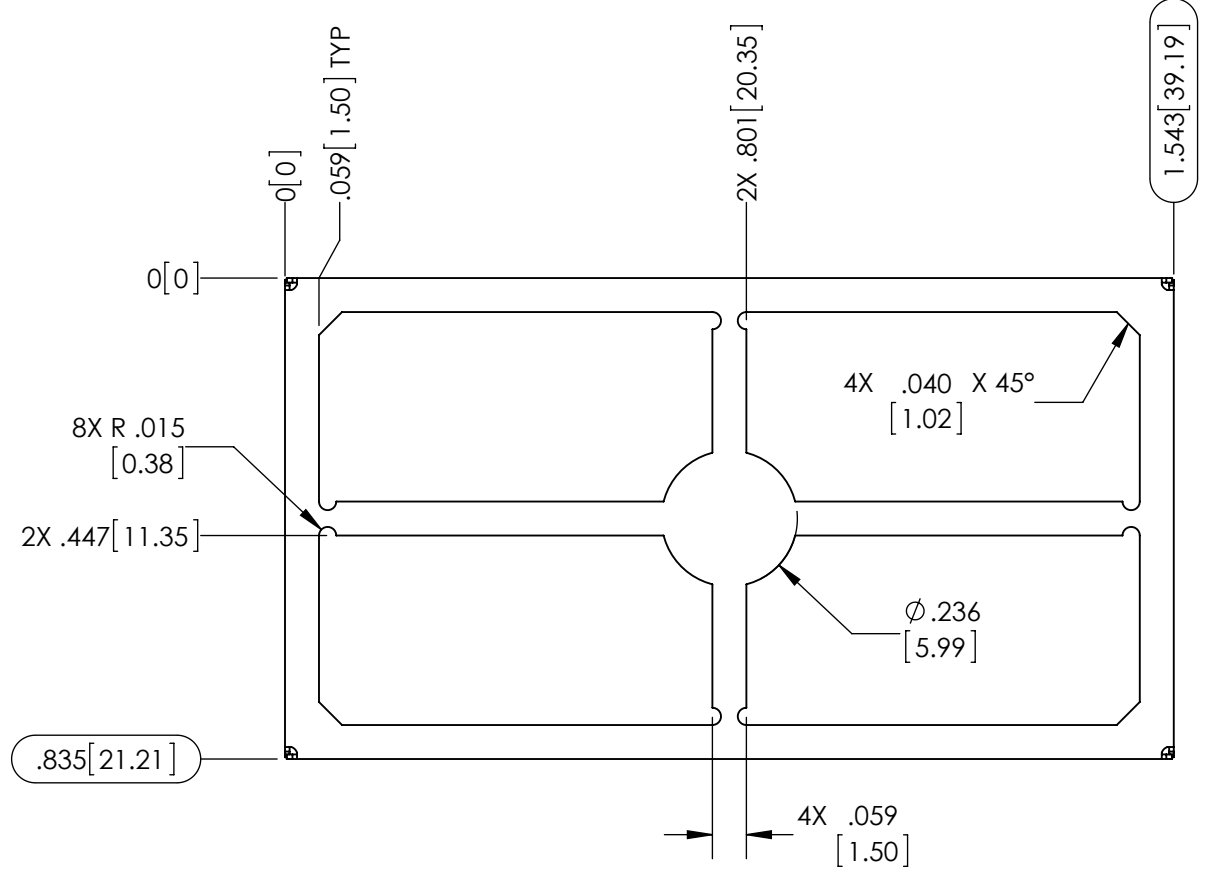 0[0]
.059[1.50] TYP
2X .801[20.35]
1.543[39.19]
0[0]
4X .040 X 45°
[1.02]
8X R .015
[0.38]
2X .447[11.35]
⌀.236
[5.99]
.835[21.21]
4X .059
[1.50]